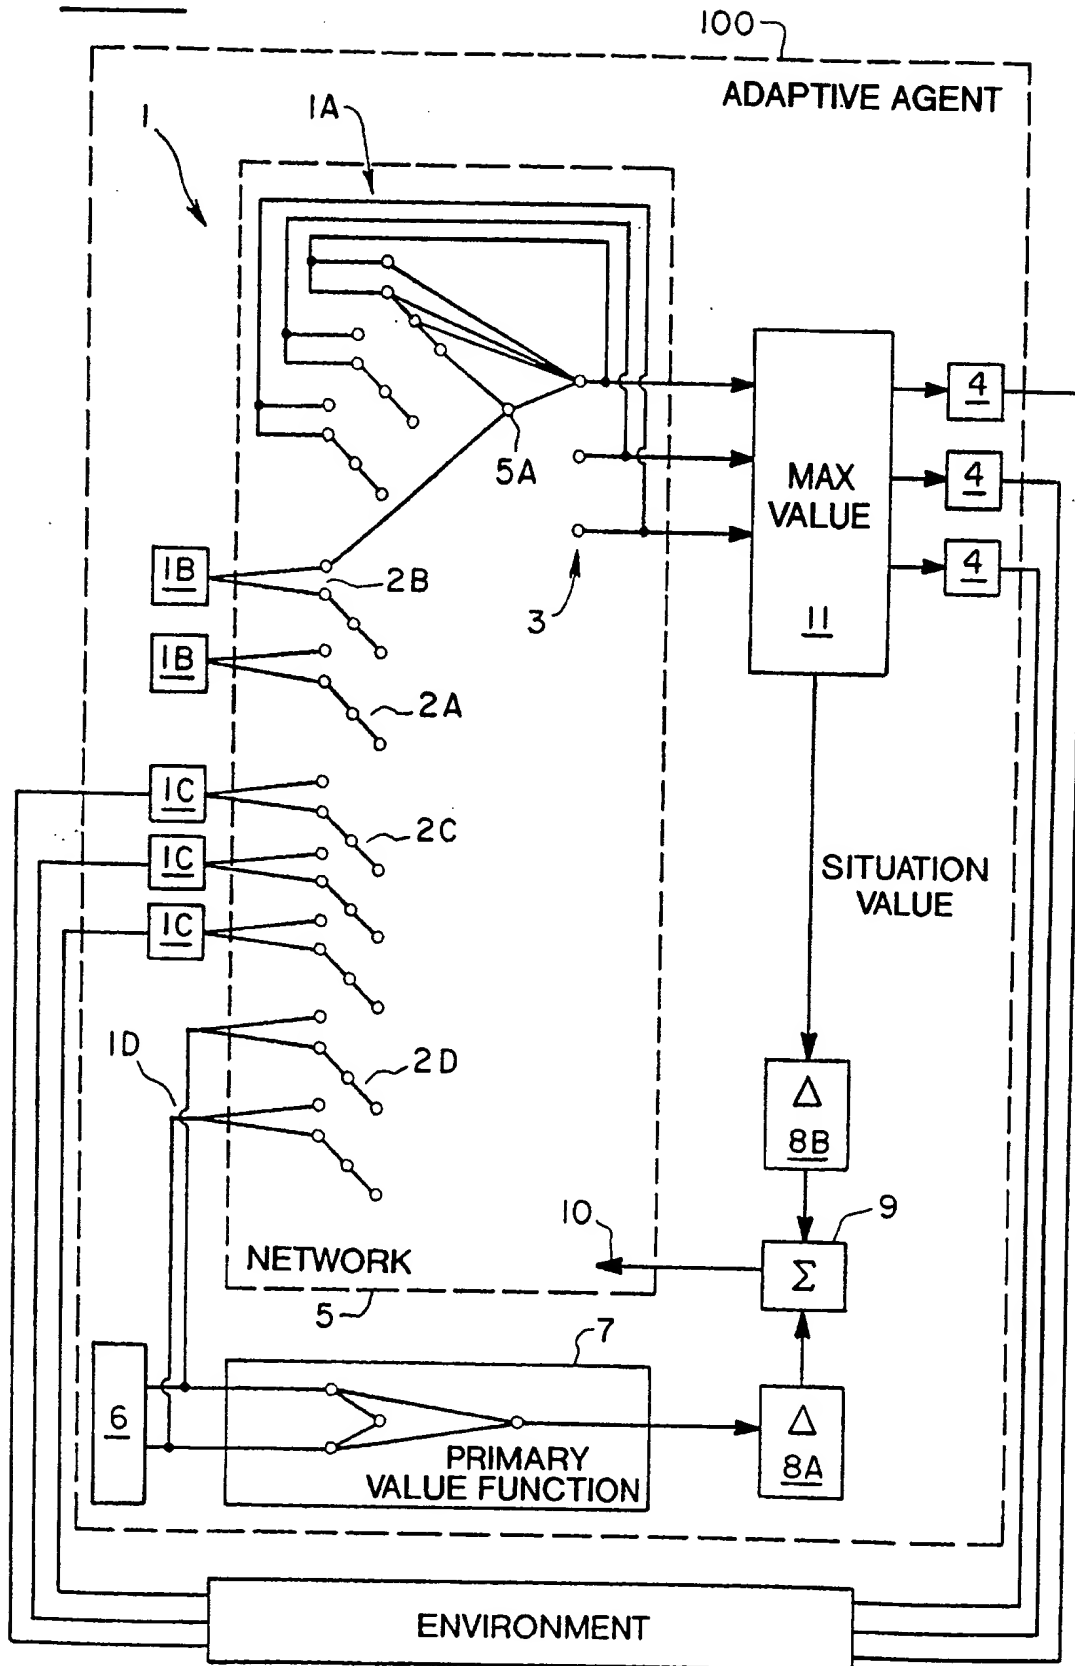 100
ADAPTIVE AGENT
1
1A
5A
3
MAX
VALUE
11
4
4
4
1B
2B
1B
2A
1C
2C
1C
1C
SITUATION
VALUE
1D
2D
Δ
8B
10
9
Σ
NETWORK
5
7
6
PRIMARY
VALUE FUNCTION
Δ
8A
ENVIRONMENT